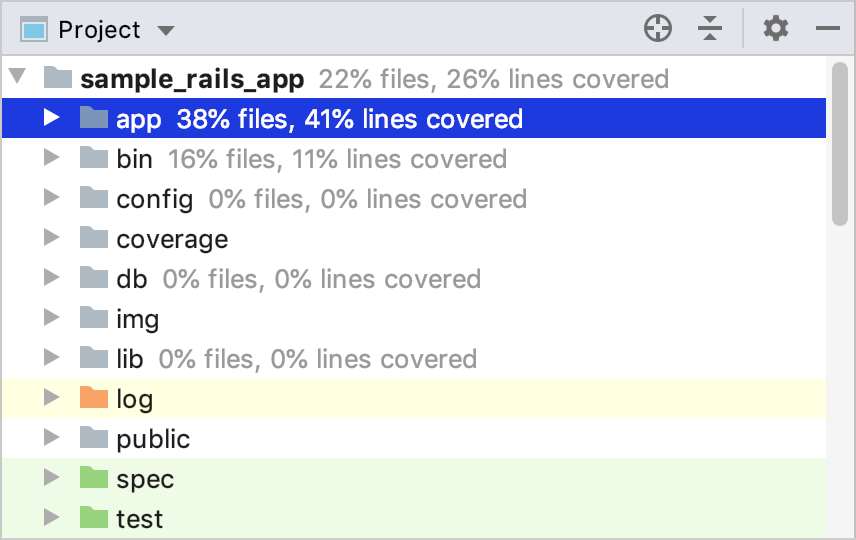 Project
sample_rails_app 22% files, 26% lines covered
app 38% files, 41% lines covered
bin 16% files, 11% lines covered
config 0% files, 0% lines covered
coverage
db 0% files, 0% lines covered
img
lib 0% files, 0% lines covered
log
public
spec
test